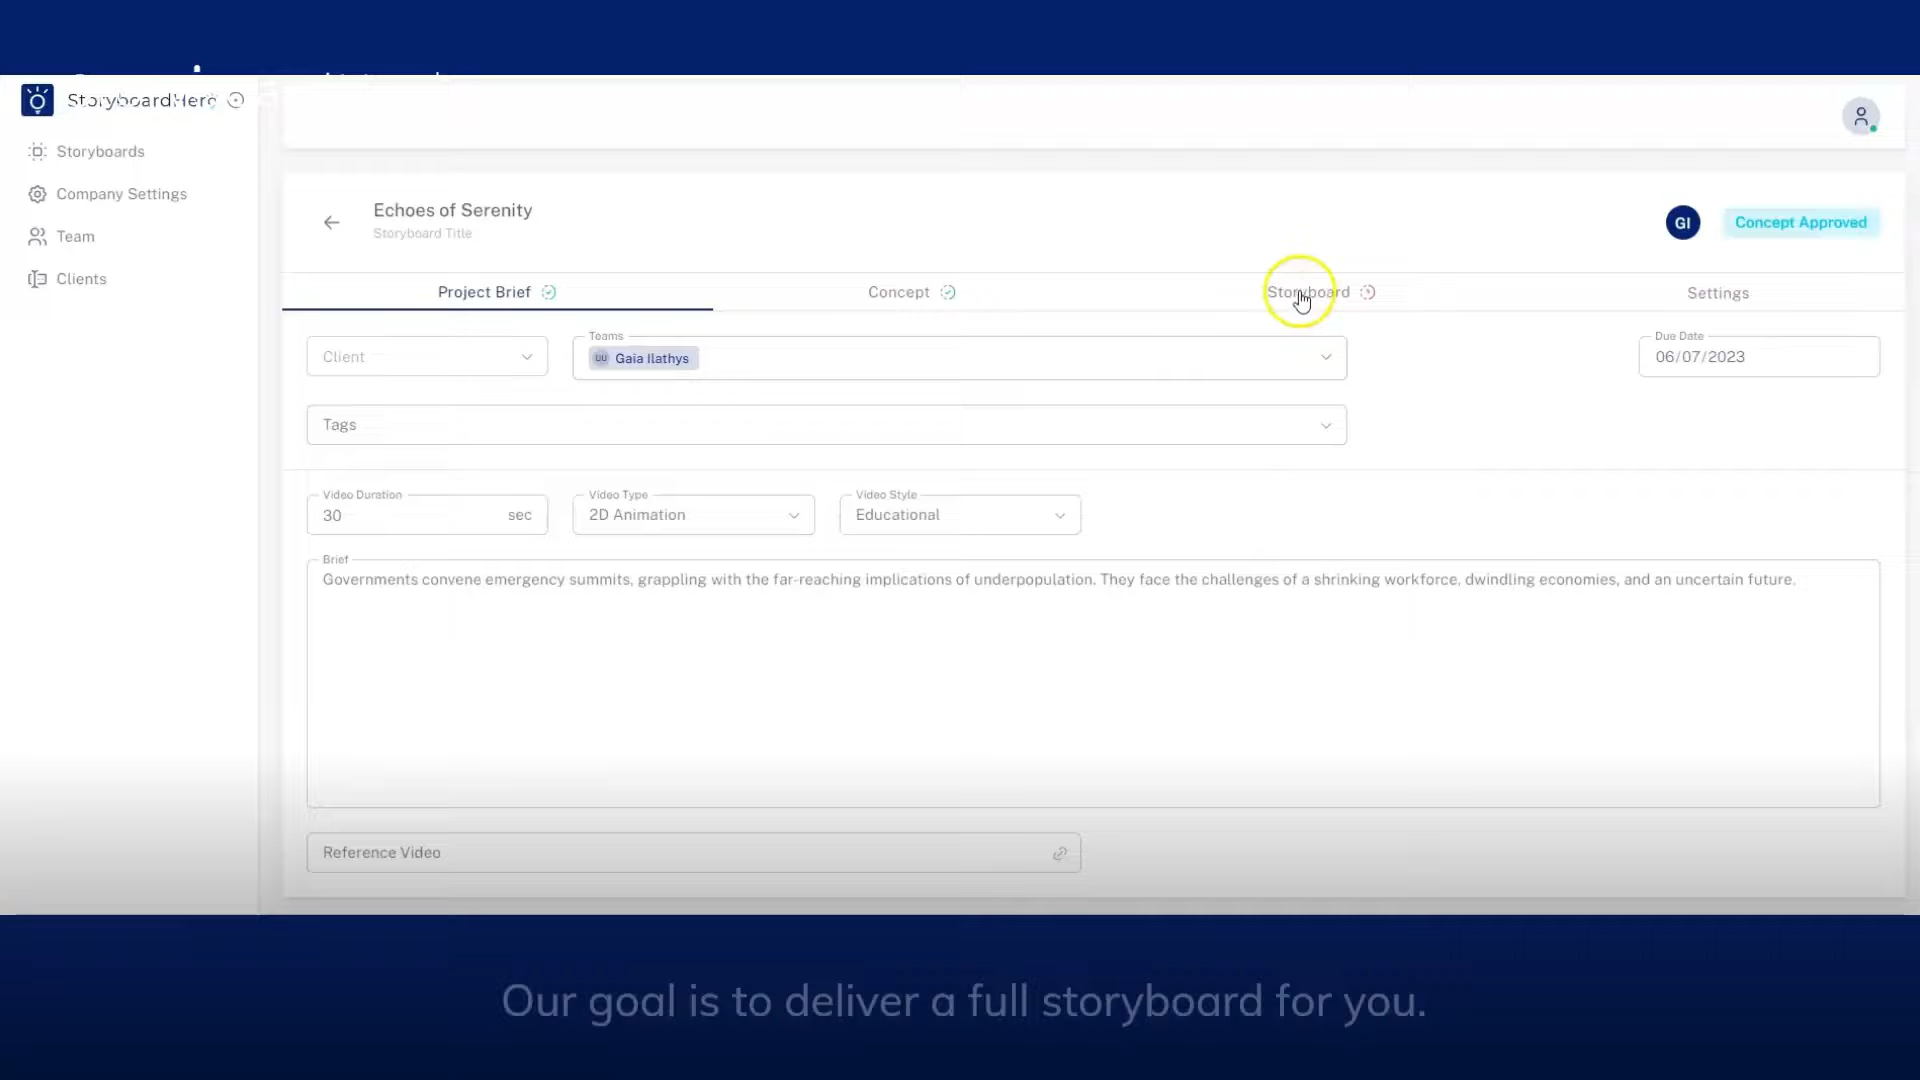 StoryboardHero
Storyboards
Company Settings
Team
Clients
Echoes of Serenity
Storyboard Title
GI
Concept Approved
Project Brief
Concept
Storyboard
Settings
Client
Teams
Gaia Ilathys
Due Date
06/07/2023
Tags
Video Duration
30 sec
Video Type
2D Animation
Video Style
Educational
Brief
Governments convene emergency summits, grappling with the far-reaching implications of underpopulation. They face the challenges of a shrinking workforce, dwindling economies, and an uncertain future.
Reference Video
Our goal is to deliver a full storyboard for you.